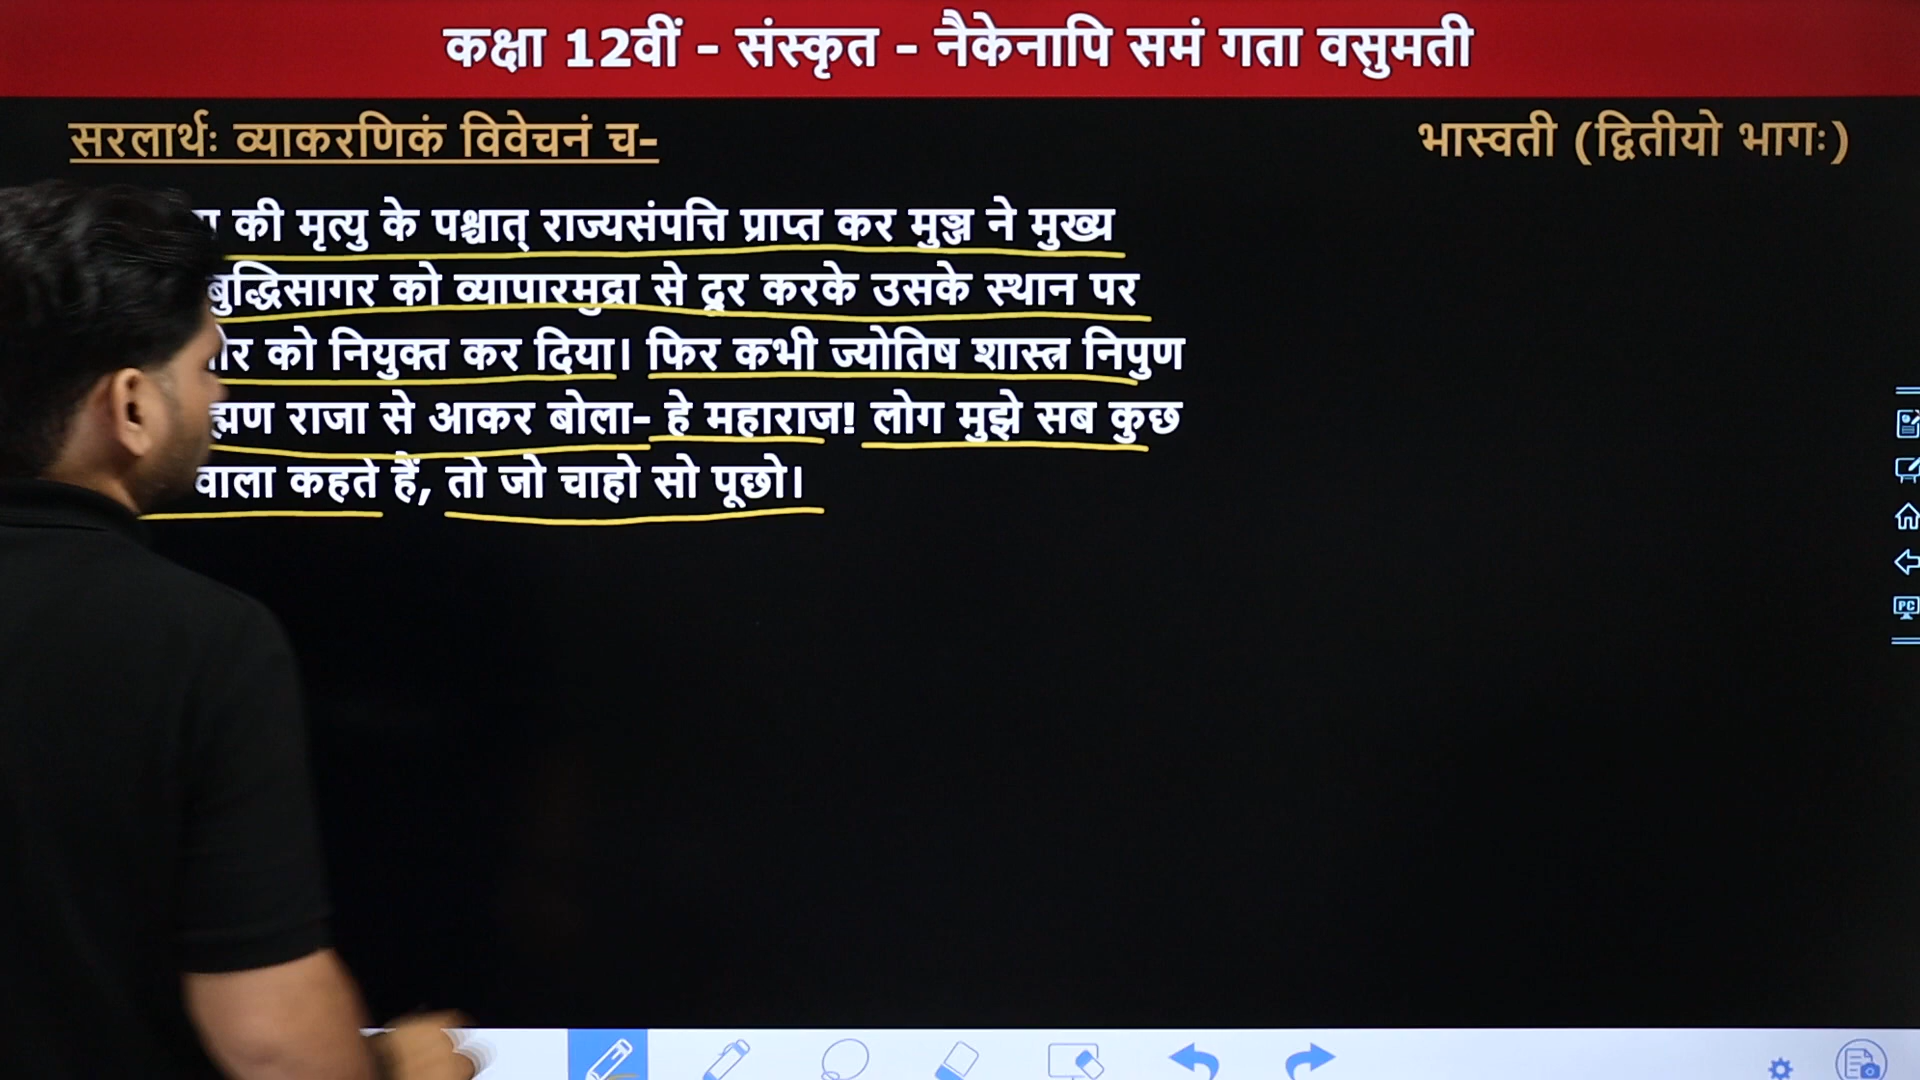 कक्षा 12वीं - संस्कृत - नैकेनापि समं गता वसुमती
सरलार्थः व्याकरणिकं विवेचनं च-
भास्वती (द्वितीयो भागः)
की मृत्यु के पश्चात् राज्यसंपत्ति प्राप्त कर मुञ्ज ने मुख्य
बुद्धिसागर को व्यापारमुद्रा से दूर करके उसके स्थान पर
को नियुक्त कर दिया। फिर कभी ज्योतिष शास्त्र निपुण
राजा से आकर बोला- हे महाराज! लोग मुझे सब कुछ
वाला कहते हैं, तो जो चाहो सो पूछो।
PC